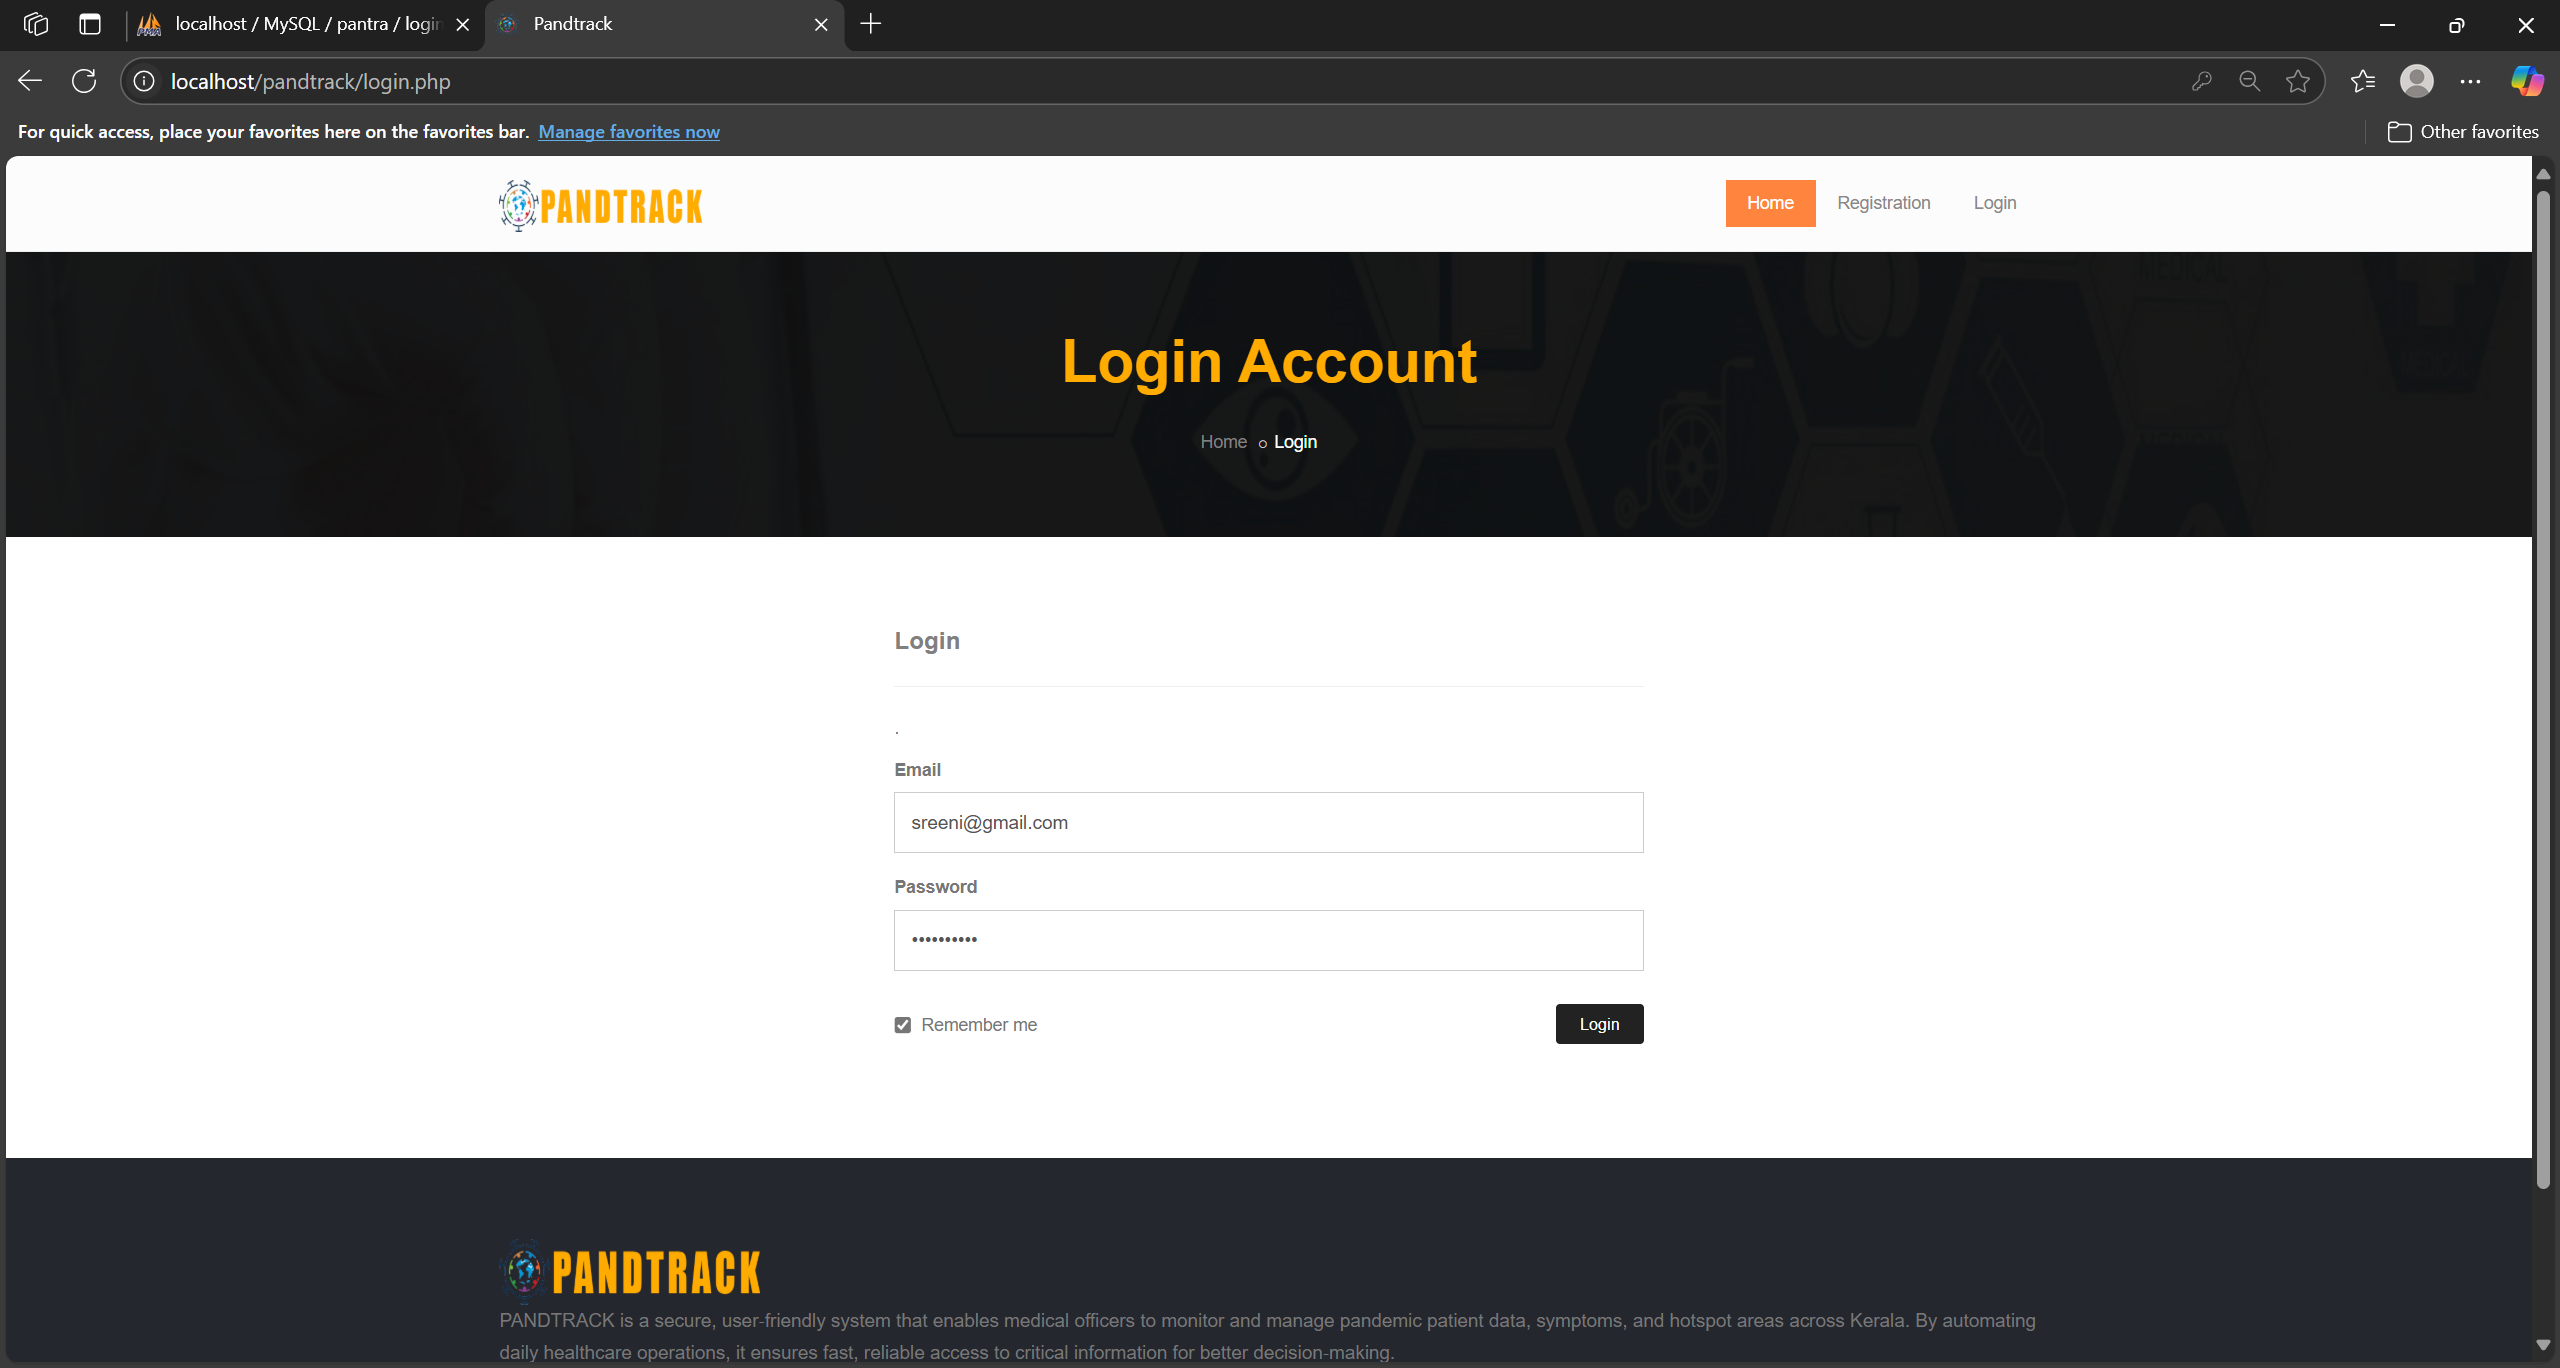 localhost / MySQL / pantra / login
Pandtrack
localhost/pandtrack/login.php
For quick access, place your favorites here on the favorites bar. Manage favorites now
Other favorites
PANDTRACK
Home Registration Login
MEDICAL
MEDICAL
Login Account
Home Login
Login
.
Email
sreeni@gmail.com
Password
••••••••••
Remember me
Login
PANDTRACK
PANDTRACK is a secure, user-friendly system that enables medical officers to monitor and manage pandemic patient data, symptoms, and hotspot areas across Kerala. By automating
daily healthcare operations, it ensures fast, reliable access to critical information for better decision-making.